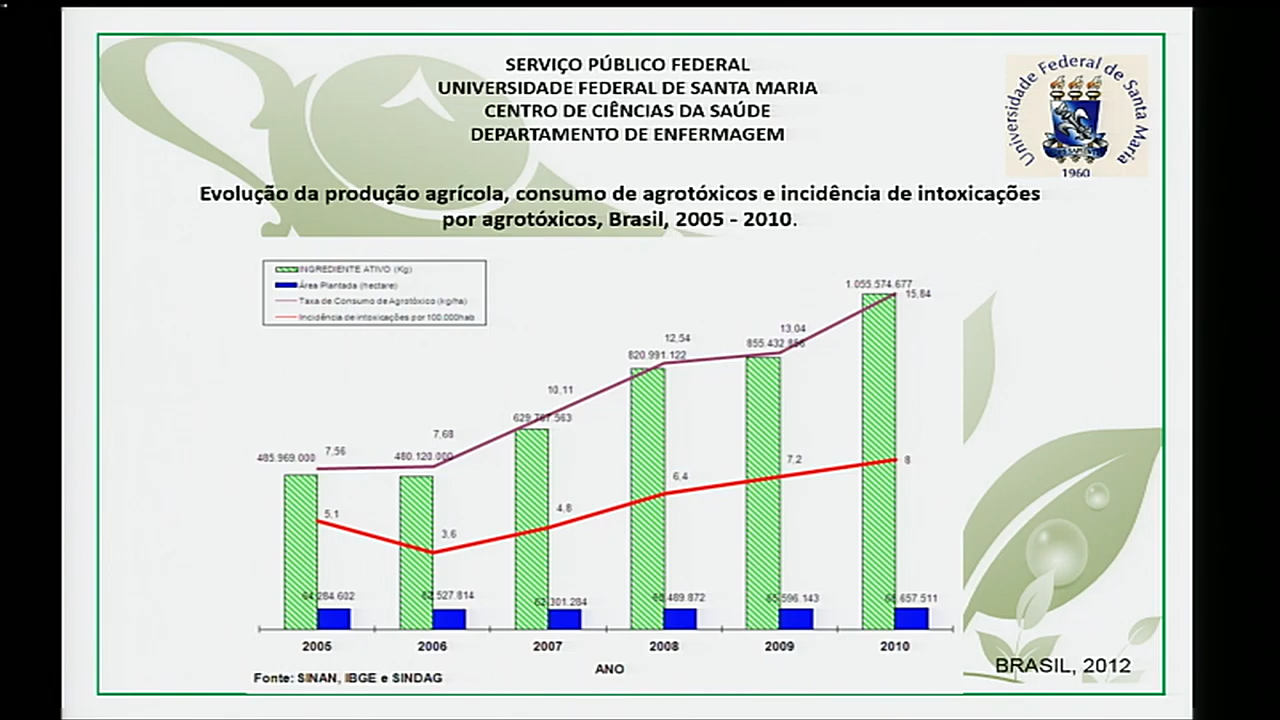 SERVIÇO PÚBLICO FEDERAL
UNIVERSIDADE FEDERAL DE SANTA MARIA
CENTRO DE CIÊNCIAS DA SAÚDE
DEPARTAMENTO DE ENFERMAGEM
Universidade Federal de Santa Maria
1960
Evolução da produção agrícola, consumo de agrotóxicos e incidência de intoxicações
por agrotóxicos, Brasil, 2005 - 2010.
INGREDIENTE ATIVO (Kg)
Área Plantada (hectare)
Taxa de Consumo de Agrotóxico (kg/ha)
Incidência de intoxicações por 100.000hab
1.055.574.677
15,84
13,04
12,54
855.432.
820.991.122
10,11
629.
.563
7,68
7,56
485.969.000
480.120.000
8
7,2
6,4
5,1
4,8
3,6
64.284.602
62.527.814
62.301.284
65.489.872
65.596.143
.657.511
2005 2006 2007 2008 2009 2010
ANO
Fonte: SINAN, IBGE e SINDAG
BRASIL, 2012